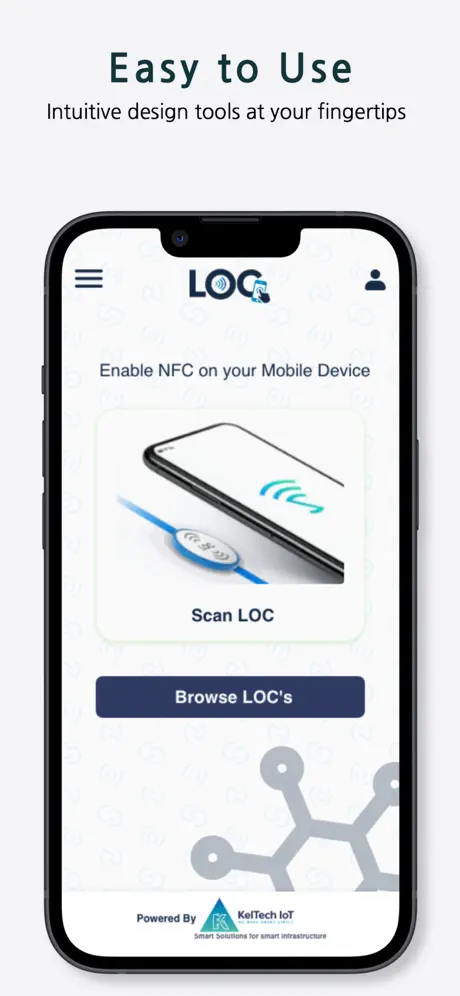 Easy to Use
Intuitive design tools at your fingertips
LOC
Enable NFC on your Mobile Device
Scan LOC
Browse LOC's
Powered By
KelTech IoT
Smart Solutions for smart infrastructure